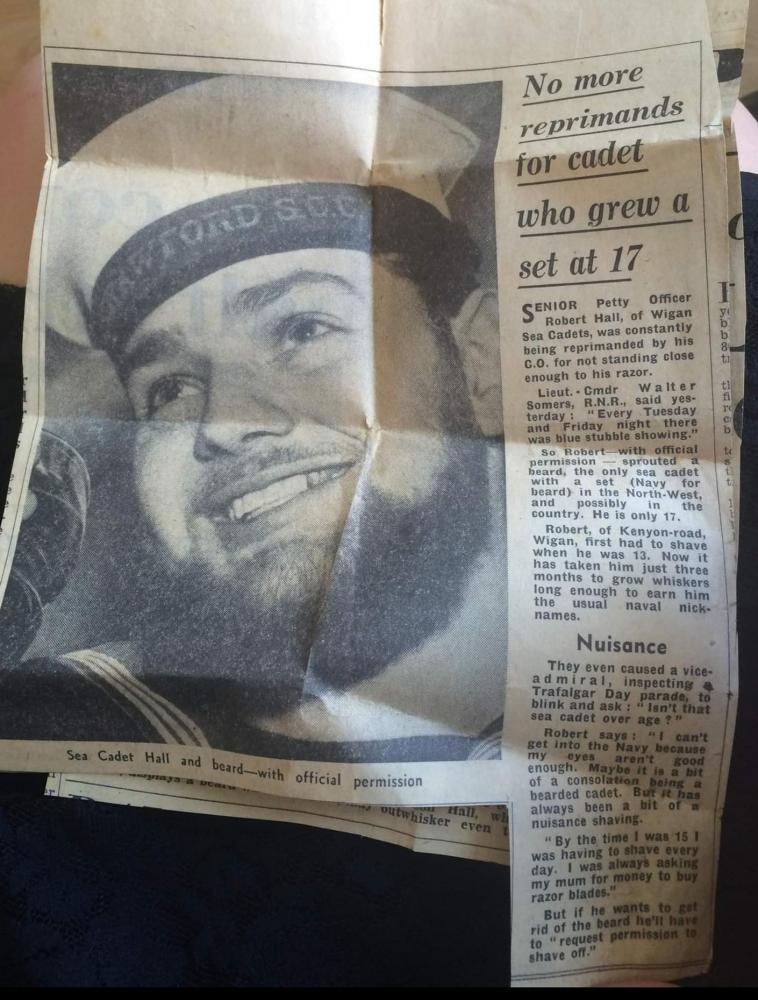 No more
reprimands
for cadet
who grew a
set at 17
SENIOR Petty Officer
Robert Hall, of Wigan
Sea Cadets, was constantly
being reprimanded by his
C.O. for not standing close
enough to his razor.
Lieut.-Cmdr Walter
Somers, R.N.R., said yes-
terday: "Every Tuesday
and Friday night there
was blue stubble showing."
So Robert—with official
permission — sprouted a
beard, the only sea cadet
with a set (Navy for
beard) in the North-West,
and possibly in the
country. He is only 17.
Robert, of Kenyon-road,
Wigan, first had to shave
when he was 13. Now it
has taken him just three
months to grow whiskers
long enough to earn him
the usual naval nick-
names.
Nuisance
They even caused a vice-
admiral, inspecting a
Trafalgar Day parade, to
blink and ask: "Isn't that
sea cadet over age?"
Robert says: "I can't
get into the Navy because
my eyes aren't good
enough. Maybe it is a bit
of a consolation being a
bearded cadet. But it has
always been a bit of a
nuisance shaving.
"By the time I was 15 I
was having to shave every
day. I was always asking
my mum for money to buy
razor blades."
But if he wants to get
rid of the beard he'll have
to "request permission to
shave off."
S.C.C
Sea Cadet Hall and beard—with official permission
Hall,
outwhisker even